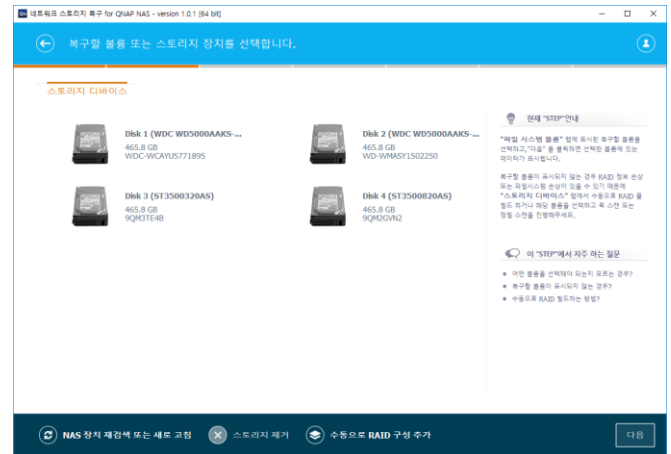 네트워크 스토리지 복구 for QNAP NAS - version 1.0.1 [64 bit]
복구할 볼륨 또는 스토리지 장치를 선택합니다.
스토리지 디바이스
Disk 1 (WDC WD5000AAKS-...
465.8 GB
WDC-WCAYU5771895
Disk 2 (WDC WD5000AAKS-...
465.8 GB
WD-WMASY1502250
Disk 3 (ST3500320AS)
465.8 GB
9QM3TE4B
Disk 4 (ST3500820AS)
465.8 GB
9QM2GVN2
현재 "STEP"안내
"파일 시스템 볼륨" 탭에 표시된 복구할 볼륨을
선택하고,"다음" 을 클릭하면 선택한 볼륨에 있는
데이터가 표시됩니다.
복구할 볼륨이 표시되지 않는 경우 RAID 정보 손상
또는 파일시스템 손상이 있을 수 있기 때문에
"스토리지 디바이스" 탭에서 수동으로 RAID 를
빌드 하거나 해당 볼륨을 선택하고 퀵 스캔 또는
정밀 스캔을 진행해주세요.
이 "STEP"에서 자주 하는 질문
어떤 볼륨을 선택해야 되는지 모르는 경우?
복구할 볼륨이 표시되지 않는 경우?
수동으로 RAID 빌드하는 방법?
NAS 장치 재검색 또는 새로 고침
스토리지 제거
수동으로 RAID 구성 추가
다음